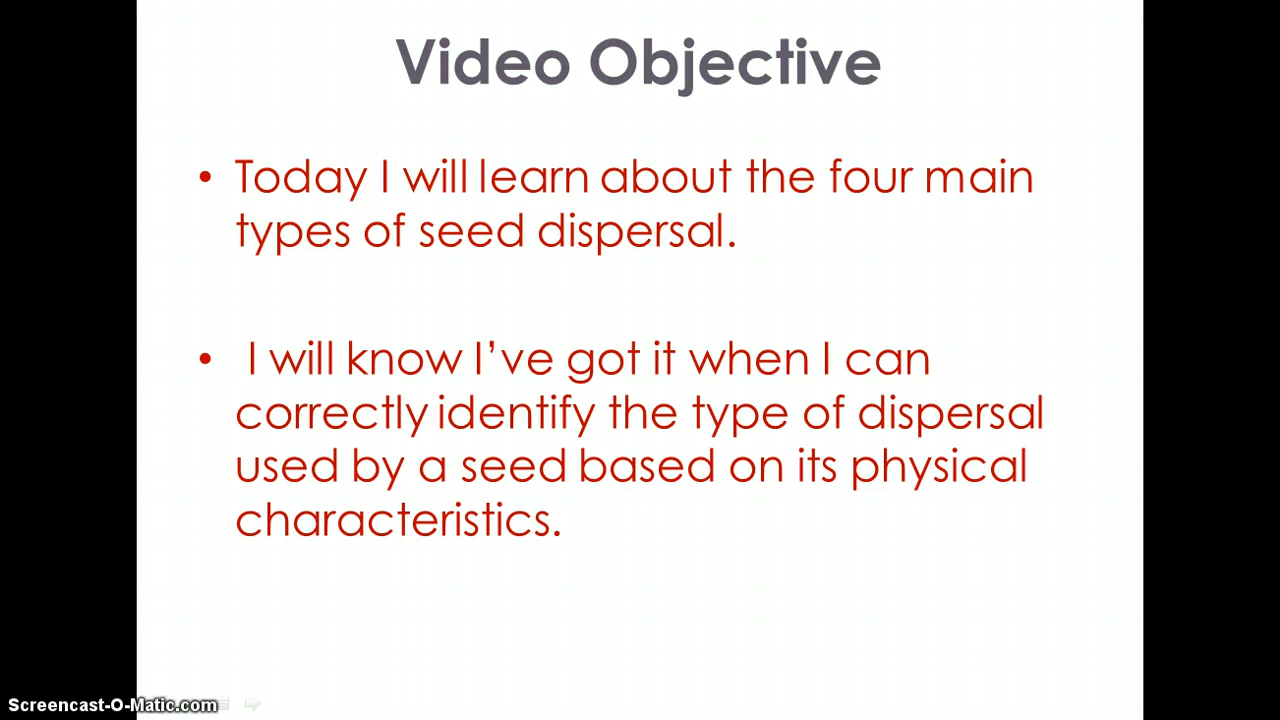 Video Objective
• Today I will learn about the four main
types of seed dispersal.
• I will know I’ve got it when I can
correctly identify the type of dispersal
used by a seed based on its physical
characteristics.
Screencast-O-Matic.com